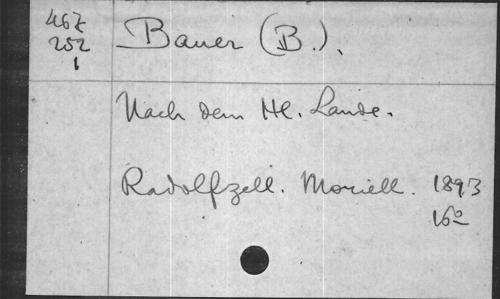 467
252
1
Bauer (B.).
Nach dem Hl. Lande.
Radolfzell. Moriell. 1893
16°